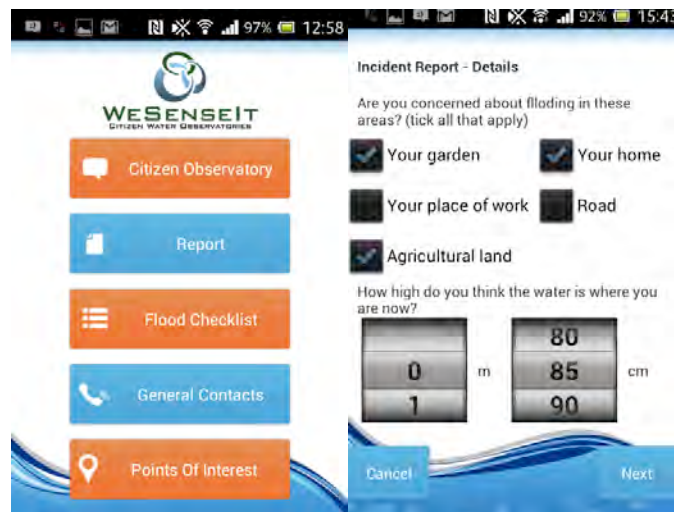 97% 12:58
WESENSEIT
CITIZEN WATER OBSERVATORIES
Citizen Observatory
Report
Flood Checklist
General Contacts
Points Of Interest
92% 15:43
Incident Report - Details
Are you concerned about flloding in these
areas? (tick all that apply)
Your garden Your home
Your place of work Road
Agricultural land
How high do you think the water is where you
are now?
80
0 m 85 cm
1 90
Cancel Next